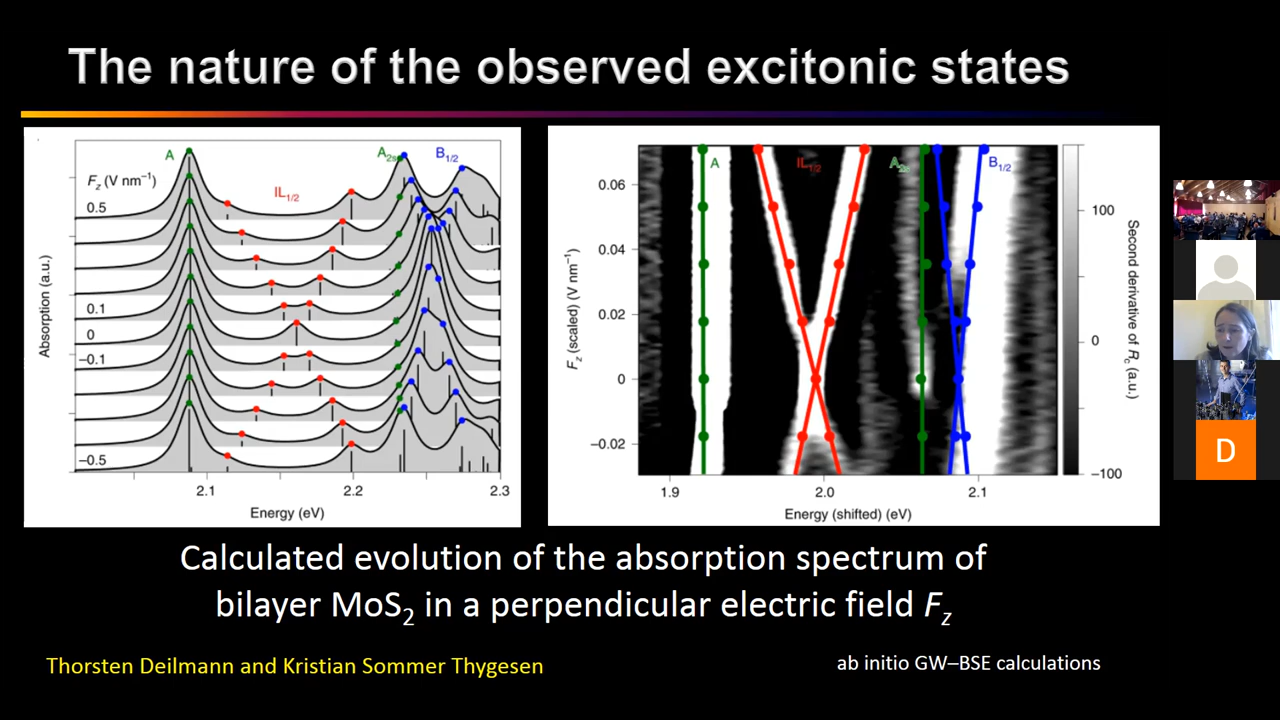 The nature of the observed excitonic states
A
A2s
B1/2
Fz (V nm⁻¹)
IL1/2
0.5
0.1
0
−0.1
−0.5
Absorption (a.u.)
2.1
2.2
2.3
Energy (eV)
A
IL1/2
A2s
B1/2
0.06
0.04
0.02
0
−0.02
Fz (scaled) (V nm⁻¹)
1.9
2.0
2.1
Energy (shifted) (eV)
100
0
−100
Second derivative of Rc (a.u.)
D
Calculated evolution of the absorption spectrum of
bilayer MoS2 in a perpendicular electric field Fz
Thorsten Deilmann and Kristian Sommer Thygesen
ab initio GW–BSE calculations